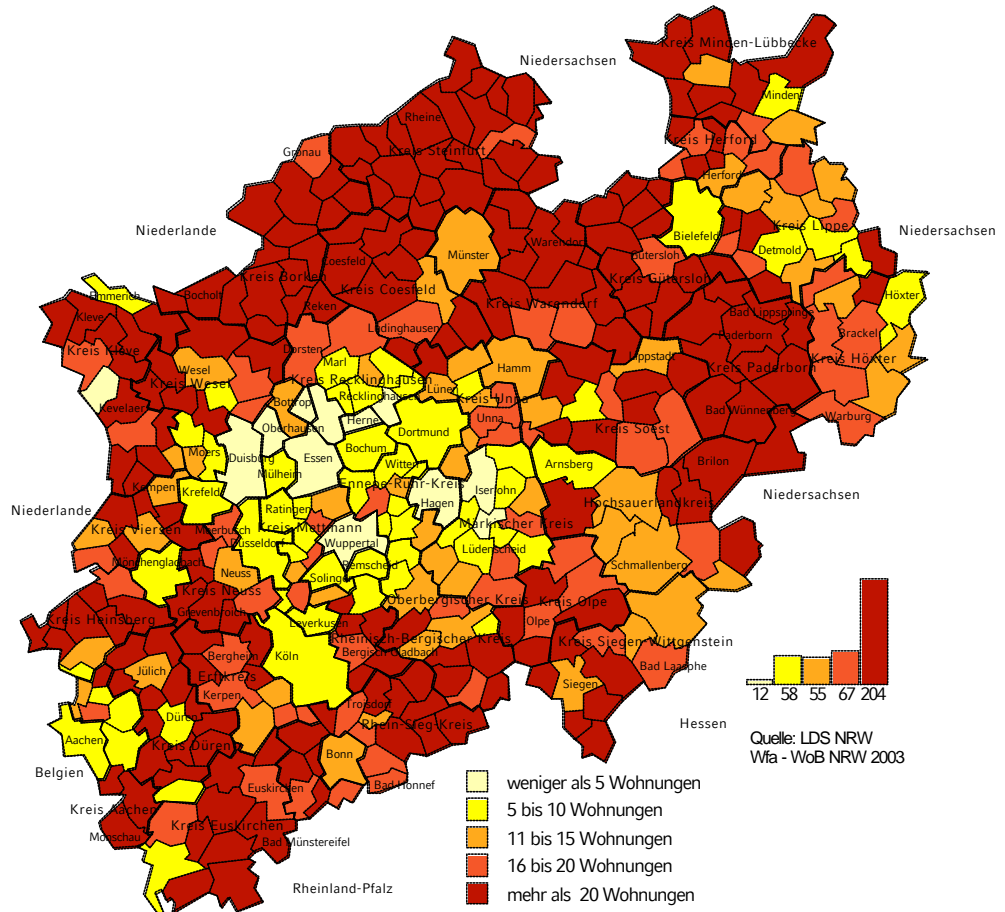 Niedersachsen
Kreis Minden-Lübbecke
Minden
Rheine
Kreis Steinfurt
Gronau
Kreis Herford
Herford
Niederlande
Kreis Lippe
Niedersachsen
Bielefeld
Detmold
Münster
Warendorf
Gütersloh
Coesfeld
Kreis Borken
Kreis Coesfeld
Kreis Gütersloh
Höxter
Emmerich
Bocholt
Reken
Kreis Warendorf
Bad Lippspringe
Kleve
Lüdinghausen
Paderborn
Brackel
Kreis Kleve
Dorsten
Marl
Lippstadt
Kreis Höxter
Wesel
Hamm
Kreis Paderborn
Kreis Wesel
Kreis Recklinghausen
Lünen
Recklinghausen
Kreis Unna
Kevelaer
Bottrop
Bad Wünnenberg
Warburg
Herne
Unna
Oberhausen
Dortmund
Kreis Soest
Moers
Bochum
Duisburg
Essen
Witten
Arnsberg
Brilon
Mülheim
Kempen
Krefeld
Ennepe-Ruhr-Kreis
Iserlohn
Niedersachsen
Hagen
Hochsauerlandkreis
Niederlande
Ratingen
Kreis Viersen
Meerbusch
Kreis Mettmann
Märkischer Kreis
Düsseldorf
Wuppertal
Lüdenscheid
Mönchengladbach
Remscheid
Schmallenberg
Neuss
Solingen
Kreis Neuss
Oberbergischer Kreis
Kreis Olpe
Grevenbroich
Kreis Heinsberg
Leverkusen
Olpe
Rheinisch-Bergischer Kreis
Kreis Siegen-Wittgenstein
Bergheim
Köln
Bergisch Gladbach
Bad Laasphe
Jülich
Erftkreis
Siegen
Kerpen
Troisdorf
12 58 55 67 204
Düren
Rhein-Sieg-Kreis
Hessen
Aachen
Kreis Düren
Bonn
Quelle: LDS NRW
Wfa - WoB NRW 2003
Belgien
Euskirchen
Bad Honnef
weniger als 5 Wohnungen
Kreis Aachen
5 bis 10 Wohnungen
Kreis Euskirchen
Monschau
Bad Münstereifel
11 bis 15 Wohnungen
16 bis 20 Wohnungen
Rheinland-Pfalz
mehr als 20 Wohnungen